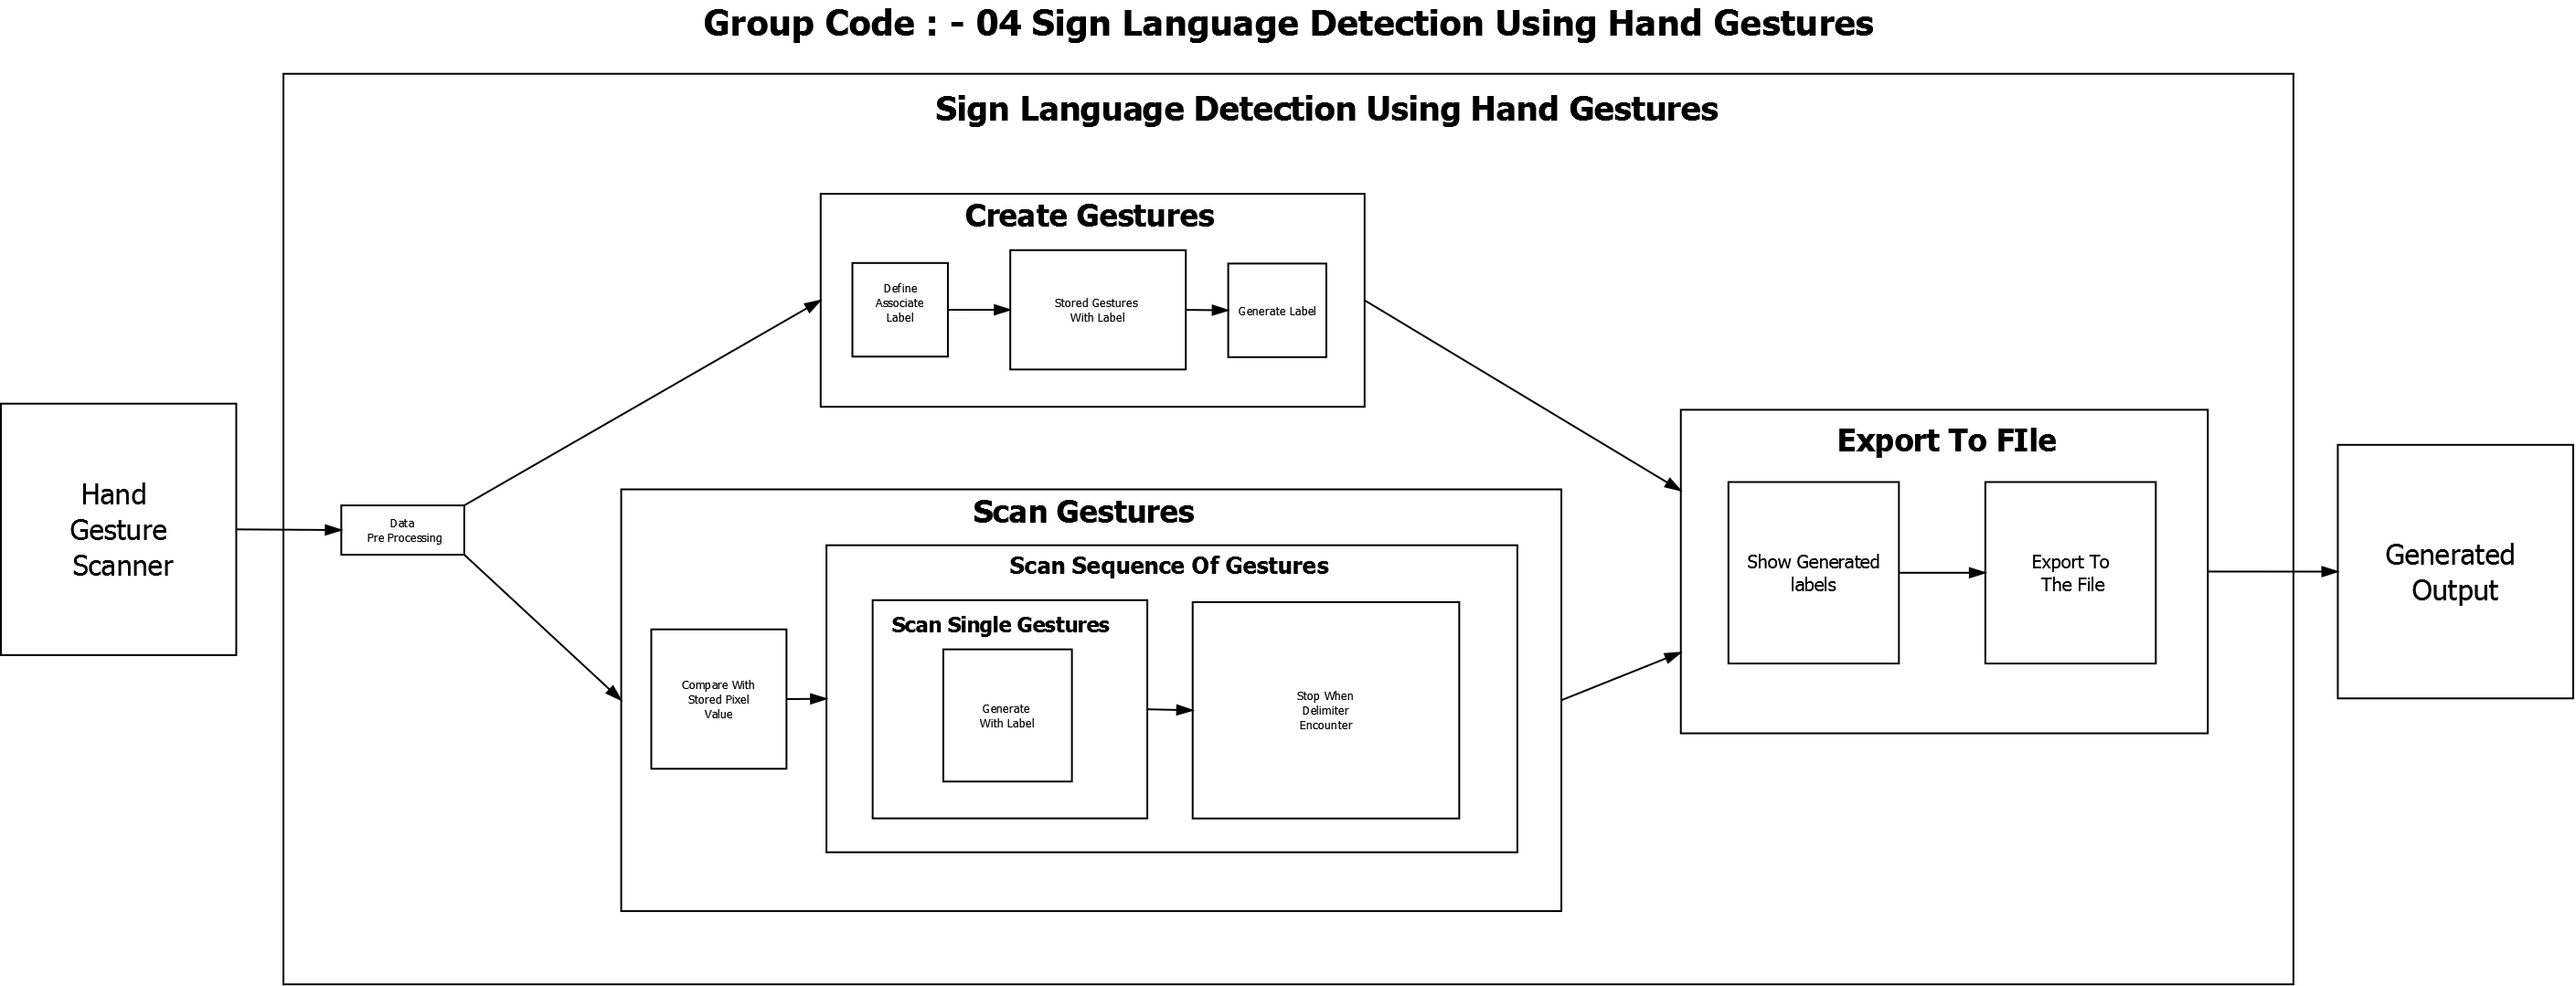 Group Code : - 04 Sign Language Detection Using Hand Gestures
Sign Language Detection Using Hand Gestures
Create Gestures
Define
Associate
Label
Stored Gestures
With Label
Generate Label
Hand
Gesture
Scanner
Data
Pre Processing
Scan Gestures
Scan Sequence Of Gestures
Scan Single Gestures
Compare With
Stored Pixel
Value
Generate
With Label
Stop When
Delimiter
Encounter
Export To FIle
Show Generated
labels
Export To
The File
Generated
Output